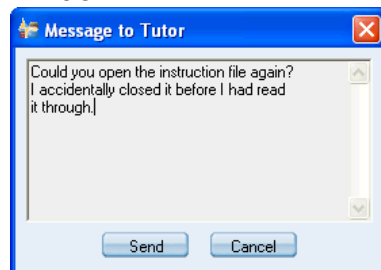 Message to Tutor
Could you open the instruction file again?
I accidentally closed it before I had read
it through.
Send Cancel